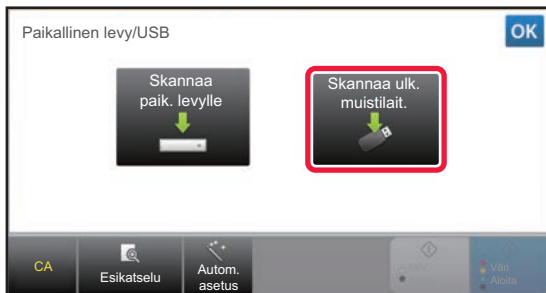 Paikallinen levy/USB
OK
Skannaa
paik. levylle
Skannaa ulk.
muistilait.
CA
Esikatselu
Autom.
asetus
M/V
Väri
Aloita